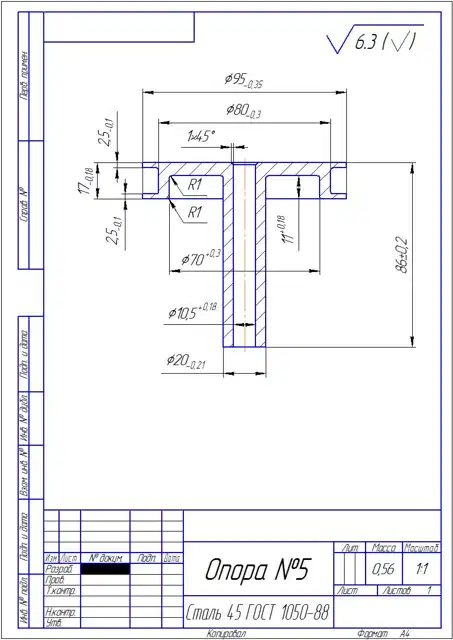 6.3 (√)
Ø95-0,35
Ø80-0,3
1×45°
2,5-0,1
17-0,18
2,5-0,1
R1
R1
11+0,18
86±0,2
Ø70+0,3
Ø10,5+0,18
Ø20-0,21
Перв. примен.
Справ. №
Подп. и дата
Инв. № дубл.
Взам. инв. №
Подп. и дата
Инв. № подл.
Изм. Лист № докум. Подп. Дата
Разраб.
Пров.
Т.контр.
Н.контр.
Утв.
Опора №5
Сталь 45 ГОСТ 1050-88
Лит. Масса Масштаб
0,56 1:1
Лист Листов 1
Копировал Формат А4